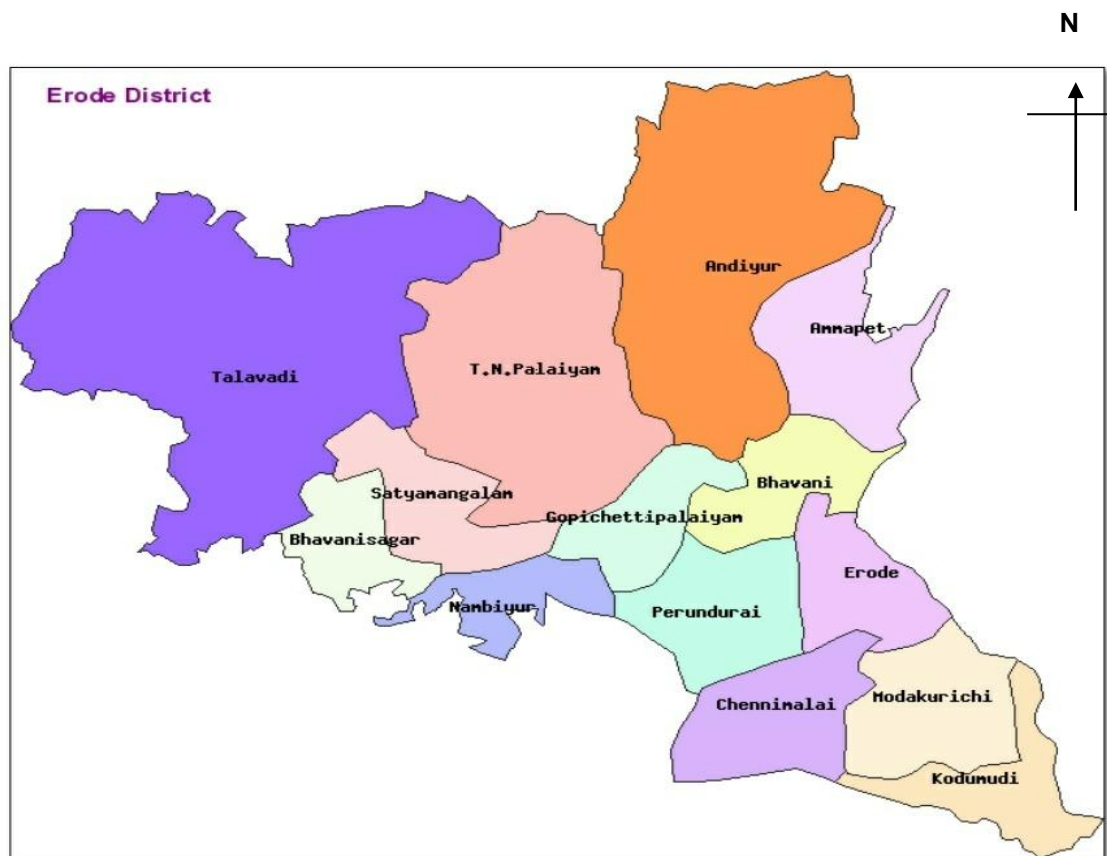 N
Erode District
Andiyur
Ammapet
T.N.Palaiyam
Talavadi
Bhavani
Satyamangalam
Gopichettipalaiyam
Bhavanisagar
Erode
Nambiyur
Perundurai
Modakurichi
Chennimalai
Kodumudi